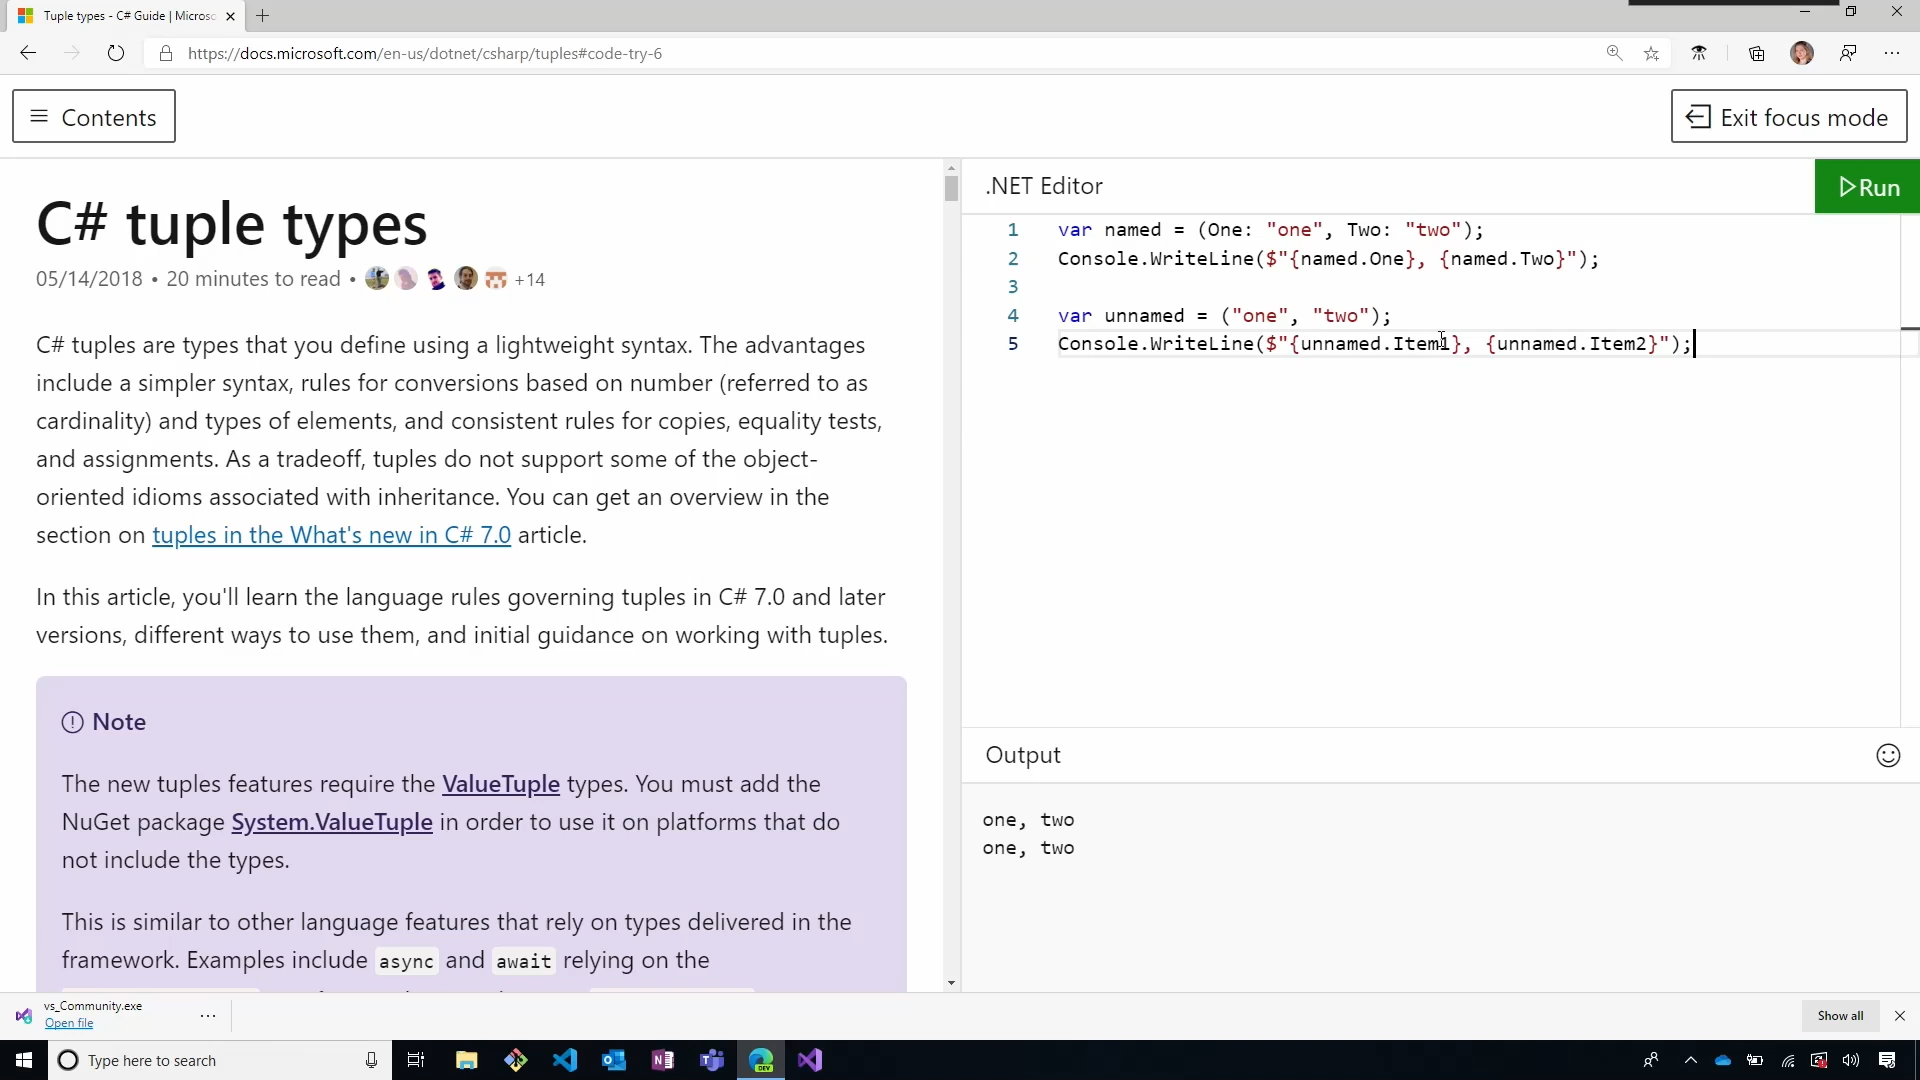 Tuple types - C# Guide | Microso
https://docs.microsoft.com/en-us/dotnet/csharp/tuples#code-try-6
Contents
Exit focus mode
C# tuple types
05/14/2018 • 20 minutes to read • +14
C# tuples are types that you define using a lightweight syntax. The advantages
include a simpler syntax, rules for conversions based on number (referred to as
cardinality) and types of elements, and consistent rules for copies, equality tests,
and assignments. As a tradeoff, tuples do not support some of the object-
oriented idioms associated with inheritance. You can get an overview in the
section on tuples in the What's new in C# 7.0 article.
In this article, you'll learn the language rules governing tuples in C# 7.0 and later
versions, different ways to use them, and initial guidance on working with tuples.
Note
The new tuples features require the ValueTuple types. You must add the
NuGet package System.ValueTuple in order to use it on platforms that do
not include the types.
This is similar to other language features that rely on types delivered in the
framework. Examples include async and await relying on the
.NET Editor
Run
1 var named = (One: "one", Two: "two");
2 Console.WriteLine($"{named.One}, {named.Two}");
3
4 var unnamed = ("one", "two");
5 Console.WriteLine($"{unnamed.Item1}, {unnamed.Item2}");
Output
one, two
one, two
vs_Community.exe
Open file
Show all
Type here to search
DEV